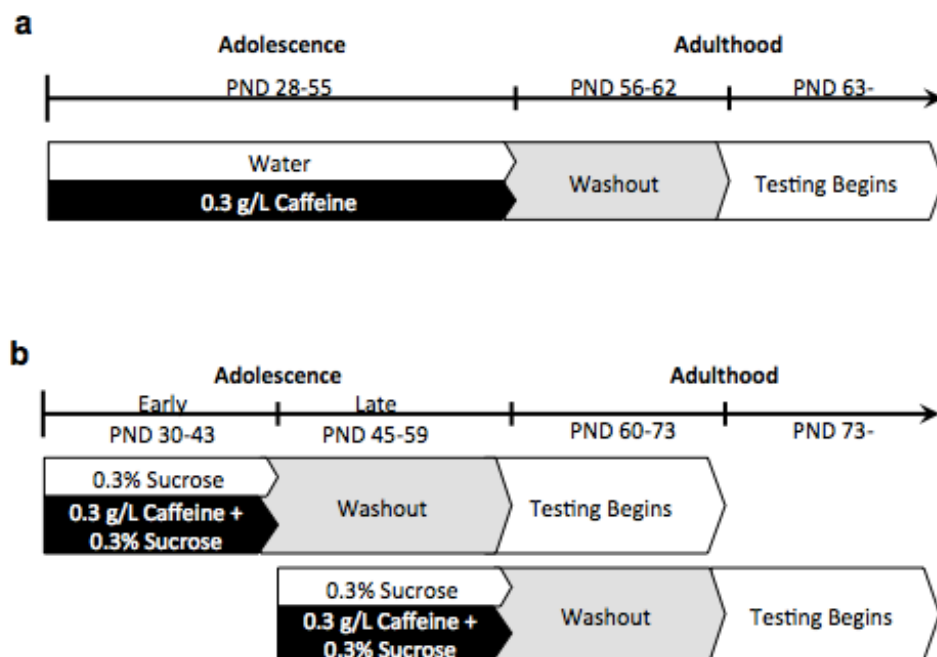 a
Adolescence Adulthood
PND 28-55 PND 56-62 PND 63-
Water
0.3 g/L Caffeine
Washout
Testing Begins
b
Adolescence Adulthood
Early Late
PND 30-43 PND 45-59 PND 60-73 PND 73-
0.3% Sucrose
0.3 g/L Caffeine +
0.3% Sucrose
Washout
Testing Begins
0.3% Sucrose
0.3 g/L Caffeine +
0.3% Sucrose
Washout
Testing Begins